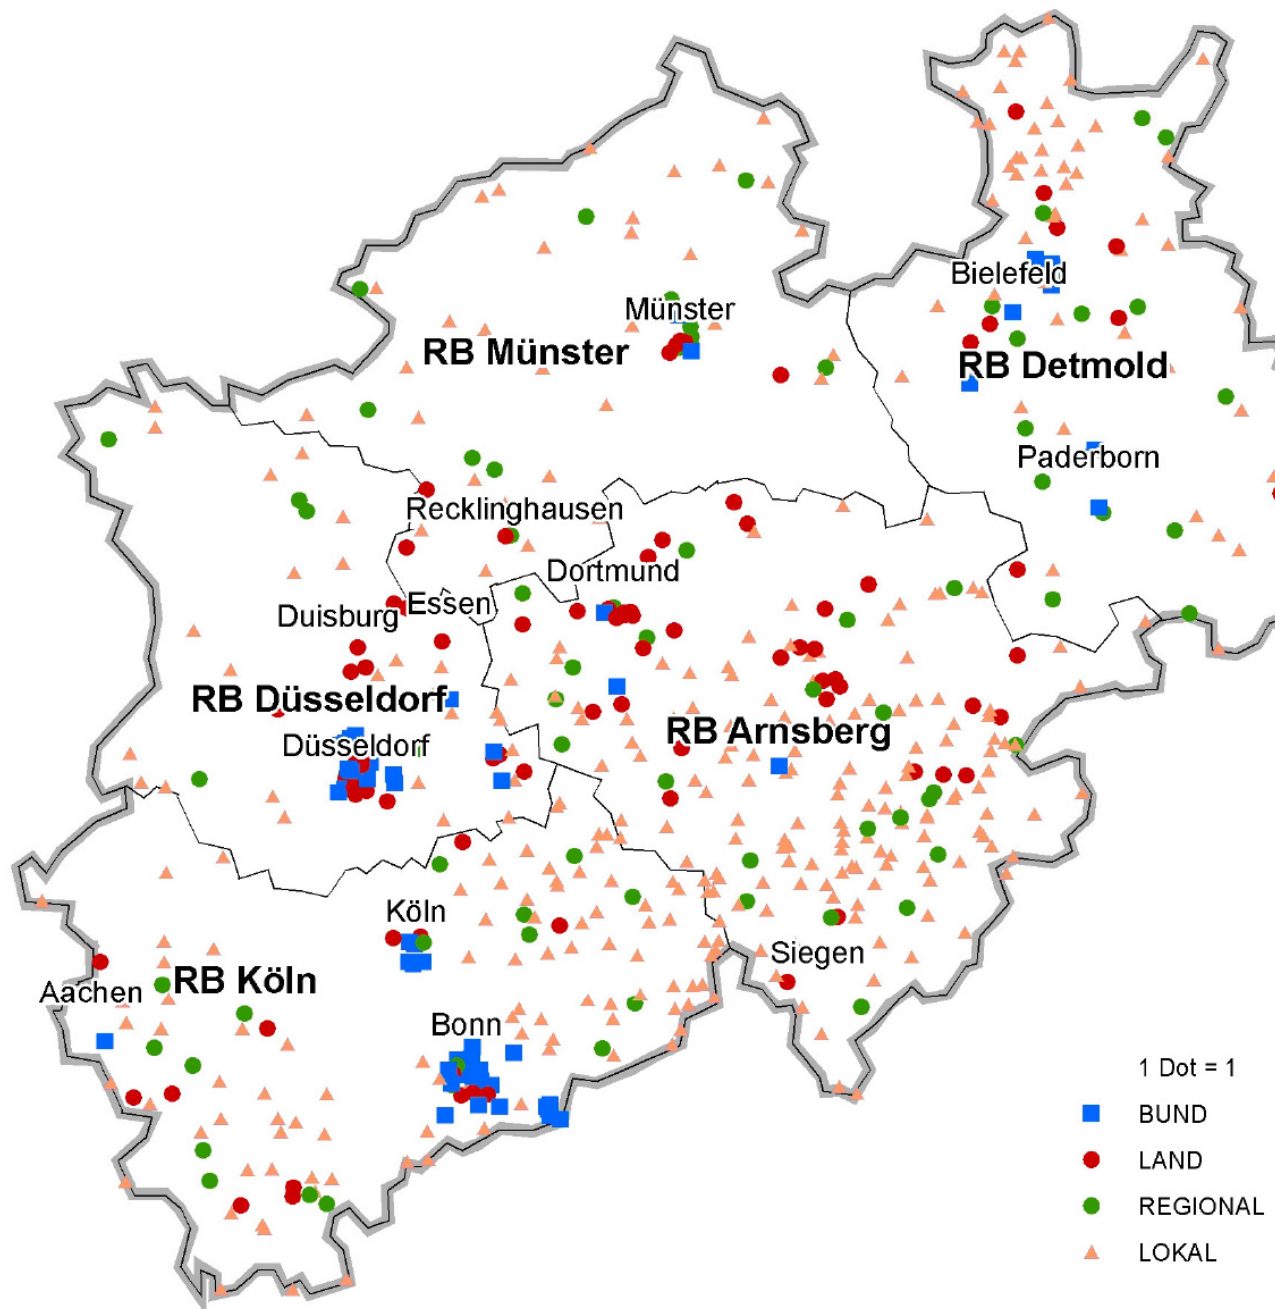 Bielefeld
Münster
RB Münster
RB Detmold
Paderborn
Recklinghausen
Dortmund
Duisburg
Essen
RB Düsseldorf
RB Arnsberg
Düsseldorf
Köln
Siegen
RB Köln
Aachen
Bonn
1 Dot = 1
BUND
LAND
REGIONAL
LOKAL